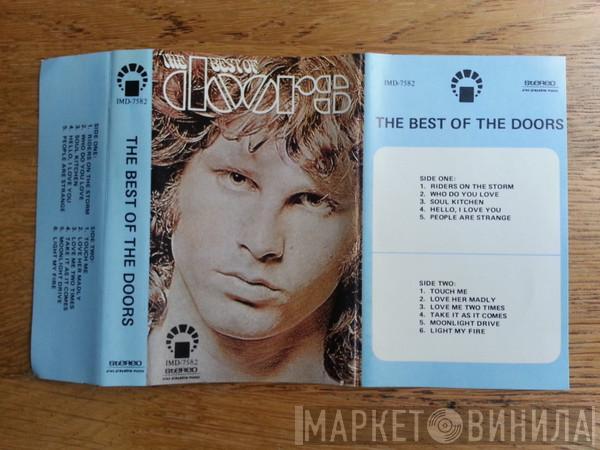 SIDE ONE:
1. RIDERS ON THE STORM
2. WHO DO YOU LOVE
3. SOUL KITCHEN
4. HELLO, I LOVE YOU
5. PEOPLE ARE STRANGE
SIDE TWO:
1. TOUCH ME
2. LOVE HER MADLY
3. LOVE ME TWO TIMES
4. TAKE IT AS IT COMES
5. MOONLIGHT DRIVE
6. LIGHT MY FIRE
IMD-7582
THE BEST OF THE DOORS
STEREO
THE BEST OF
DOORS
IMD-7582
STEREO
IMD-7582
STEREO
THE BEST OF THE DOORS
SIDE ONE:
1. RIDERS ON THE STORM
2. WHO DO YOU LOVE
3. SOUL KITCHEN
4. HELLO, I LOVE YOU
5. PEOPLE ARE STRANGE
SIDE TWO:
1. TOUCH ME
2. LOVE HER MADLY
3. LOVE ME TWO TIMES
4. TAKE IT AS IT COMES
5. MOONLIGHT DRIVE
6. LIGHT MY FIRE
МАРКЕТ ВИНИЛА